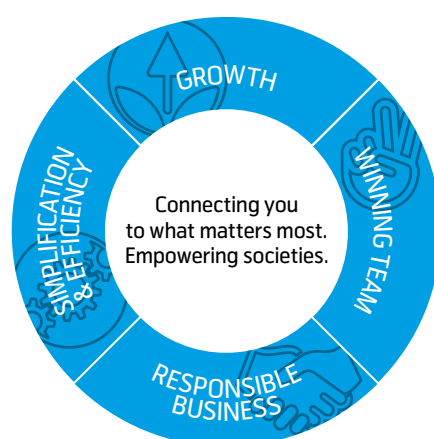 GROWTH
WINNING TEAM
RESPONSIBLE
BUSINESS
SIMPLIFICATION
& EFFICIENCY
Connecting you
to what matters most.
Empowering societies.